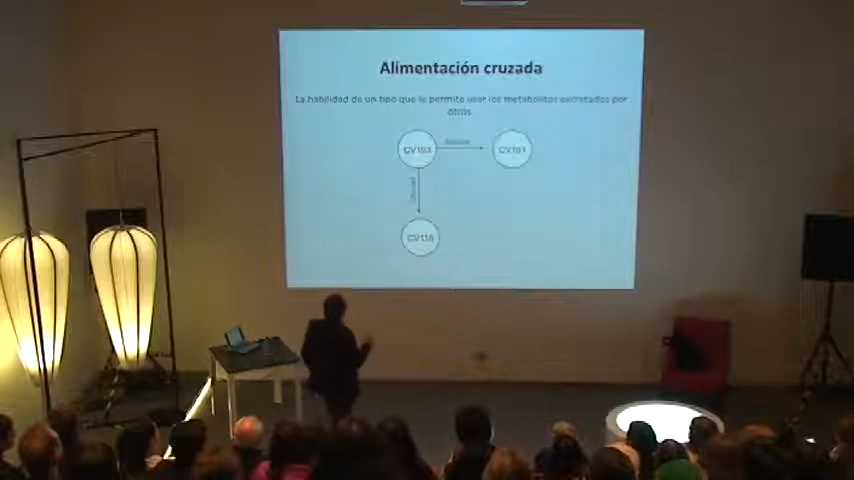 Alimentación cruzada
La habilidad de un tipo que le permite usar los metabolitos excretados por
otros
CV103
CV101
CV116